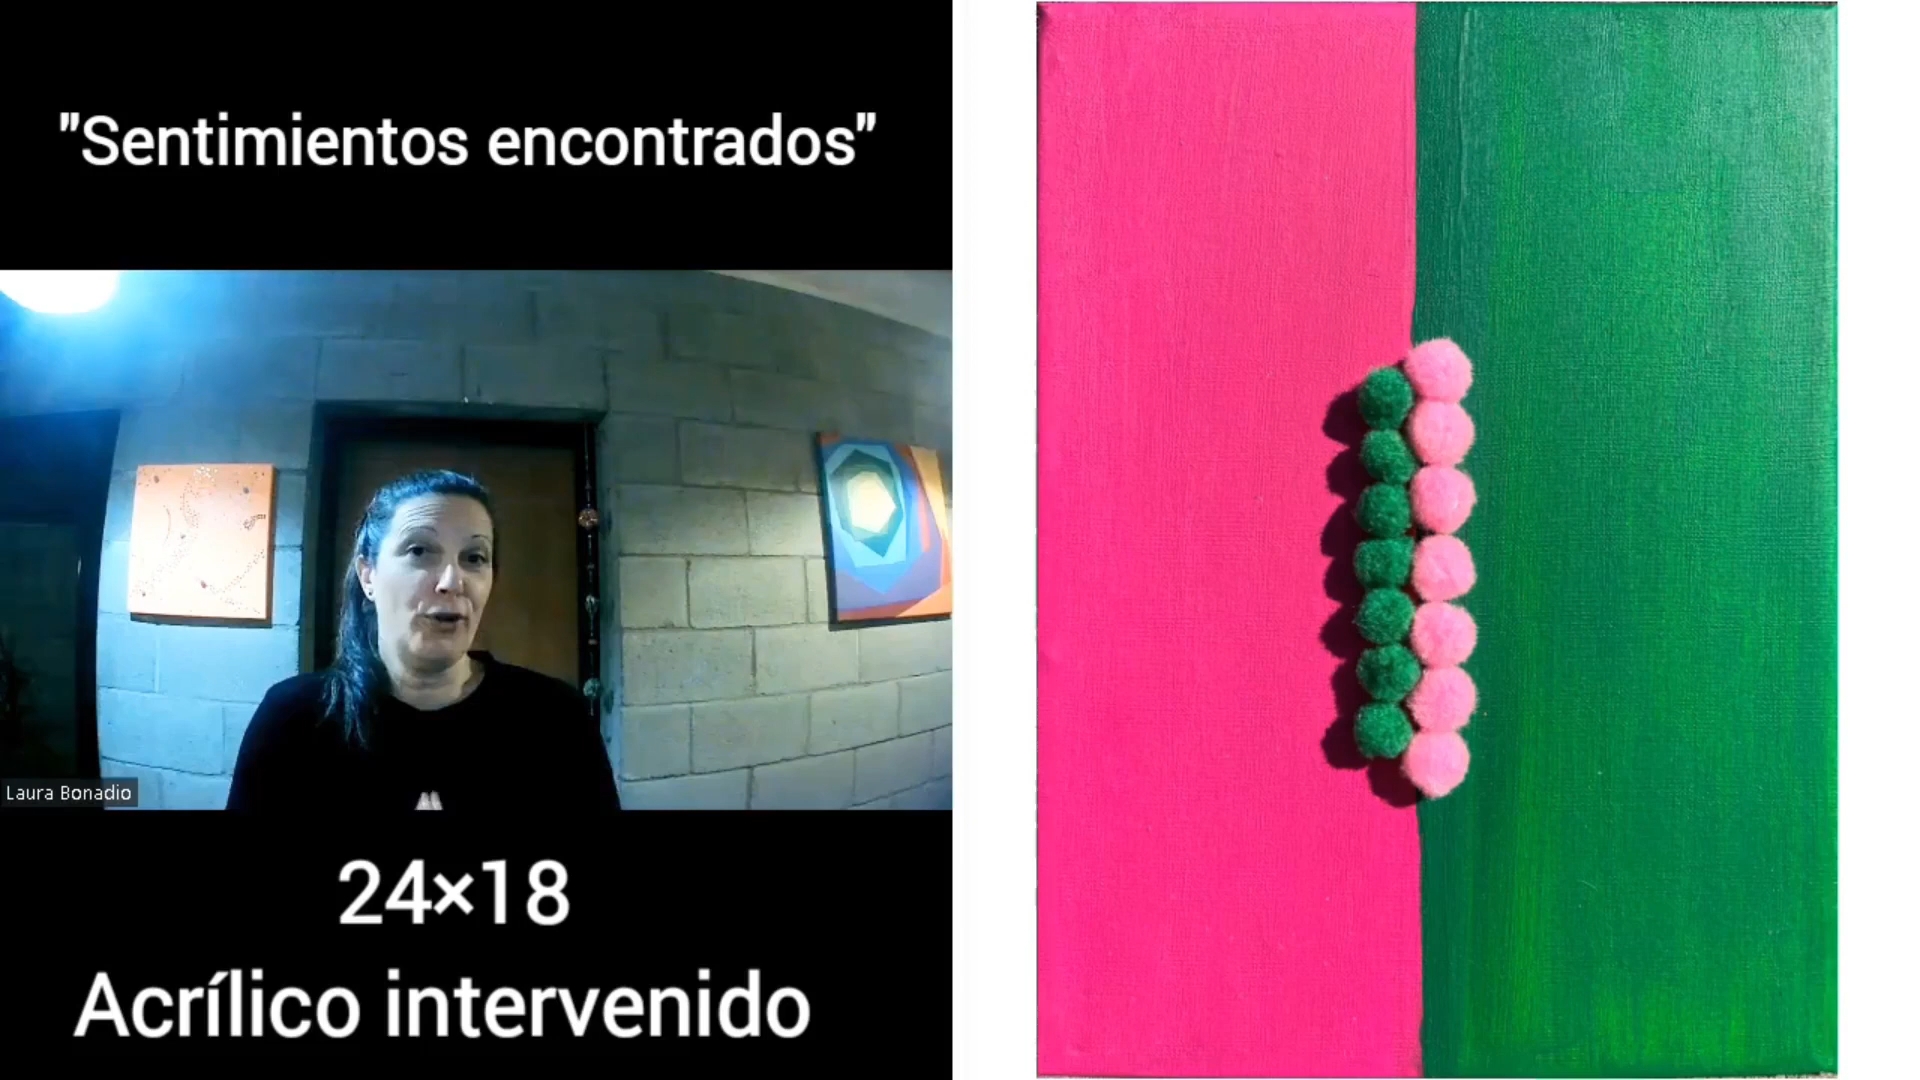 "Sentimientos encontrados"
Laura Bonadio
24×18
Acrílico intervenido